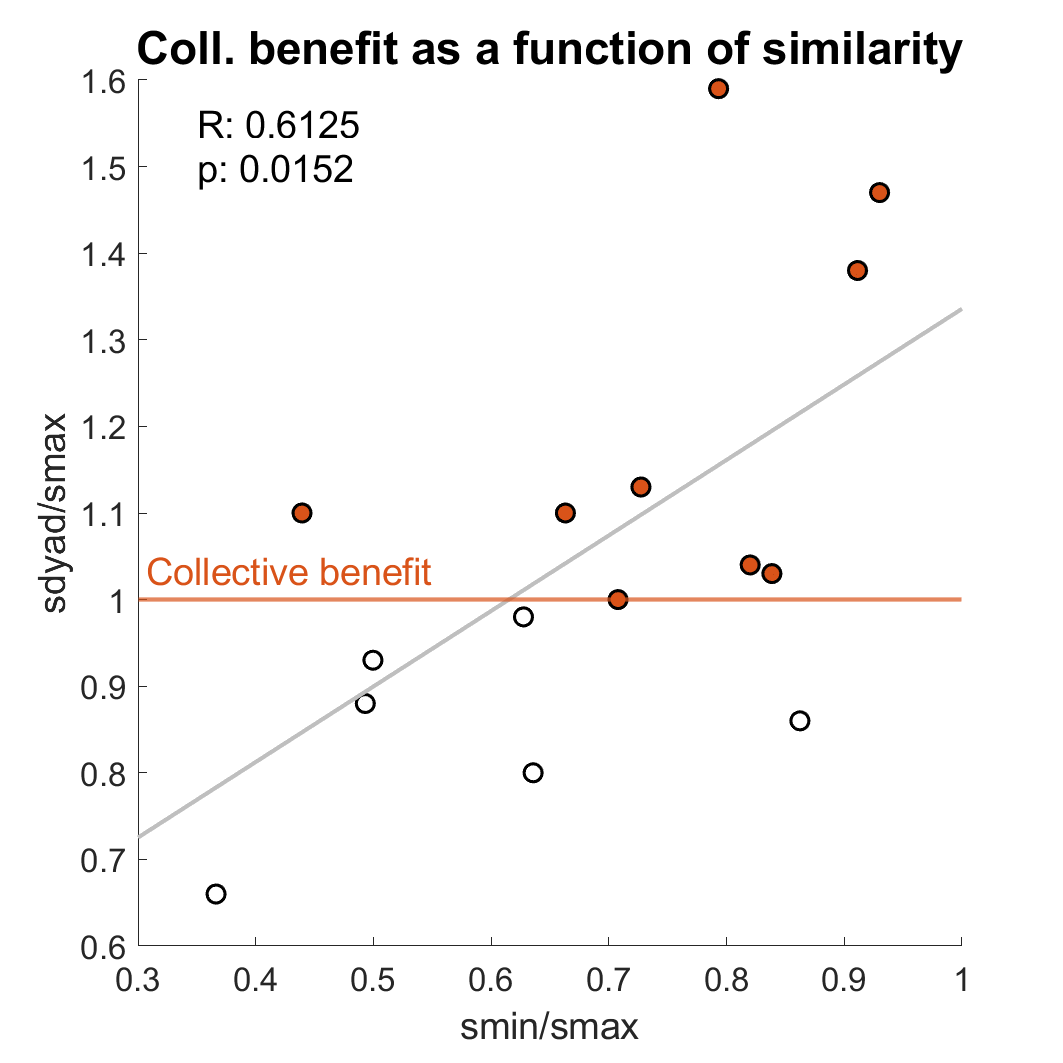 Coll. benefit as a function of similarity
R: 0.6125
p: 0.0152
1.6
1.5
1.4
1.3
1.2
1.1
1
0.9
0.8
0.7
0.6
sdyad/smax
Collective benefit
0.3 0.4 0.5 0.6 0.7 0.8 0.9 1
smin/smax